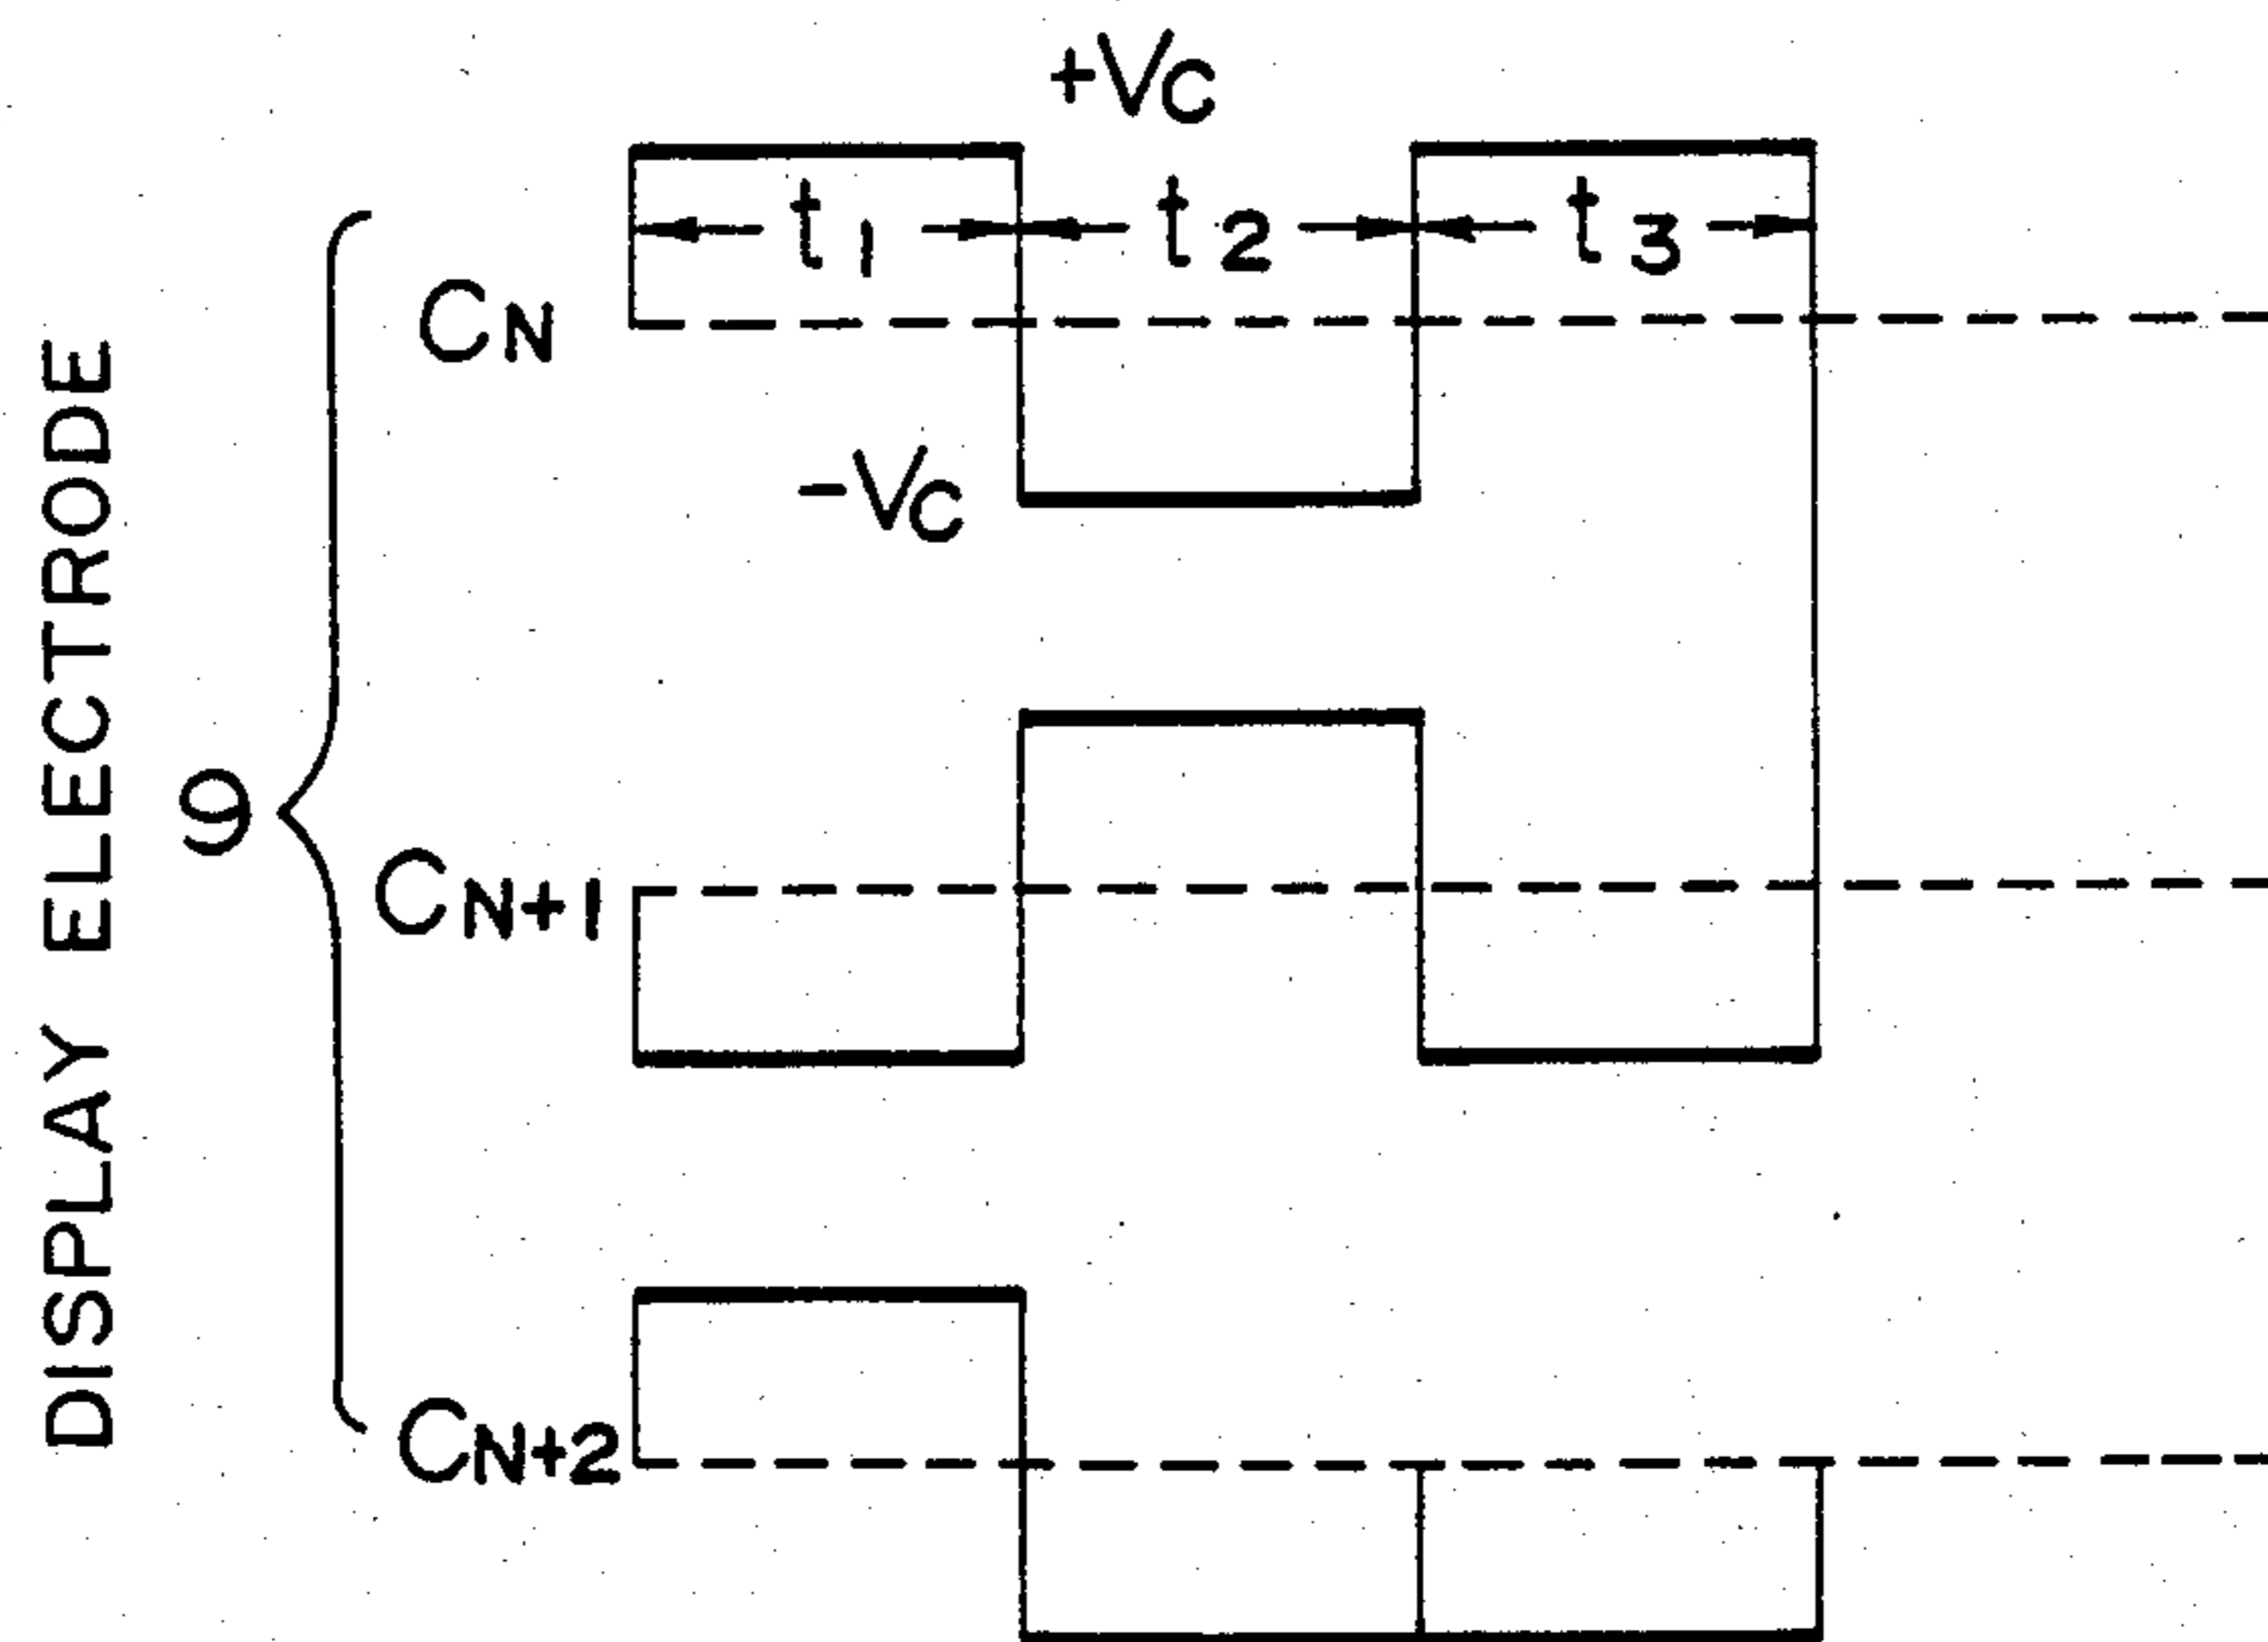 +VC
t1 t2 t3
CN
-VC
DISPLAY ELECTRODE
9
CN+1
CN+2